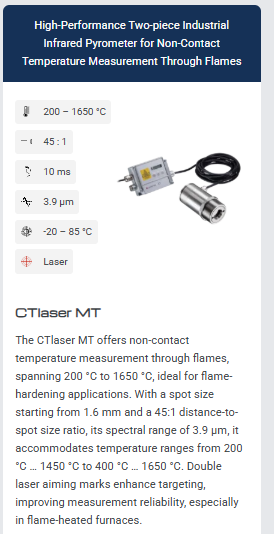 High-Performance Two-piece Industrial
Infrared Pyrometer for Non-Contact
Temperature Measurement Through Flames
200 – 1650 °C
45 : 1
10 ms
3.9 µm
-20 – 85 °C
Laser
CTlaser MT
The CTlaser MT offers non-contact
temperature measurement through flames,
spanning 200 °C to 1650 °C, ideal for flame-
hardening applications. With a spot size
starting from 1.6 mm and a 45:1 distance-to-
spot size ratio, its spectral range of 3.9 µm, it
accommodates temperature ranges from 200
°C ... 1450 °C to 400 °C ... 1650 °C. Double
laser aiming marks enhance targeting,
improving measurement reliability, especially
in flame-heated furnaces.